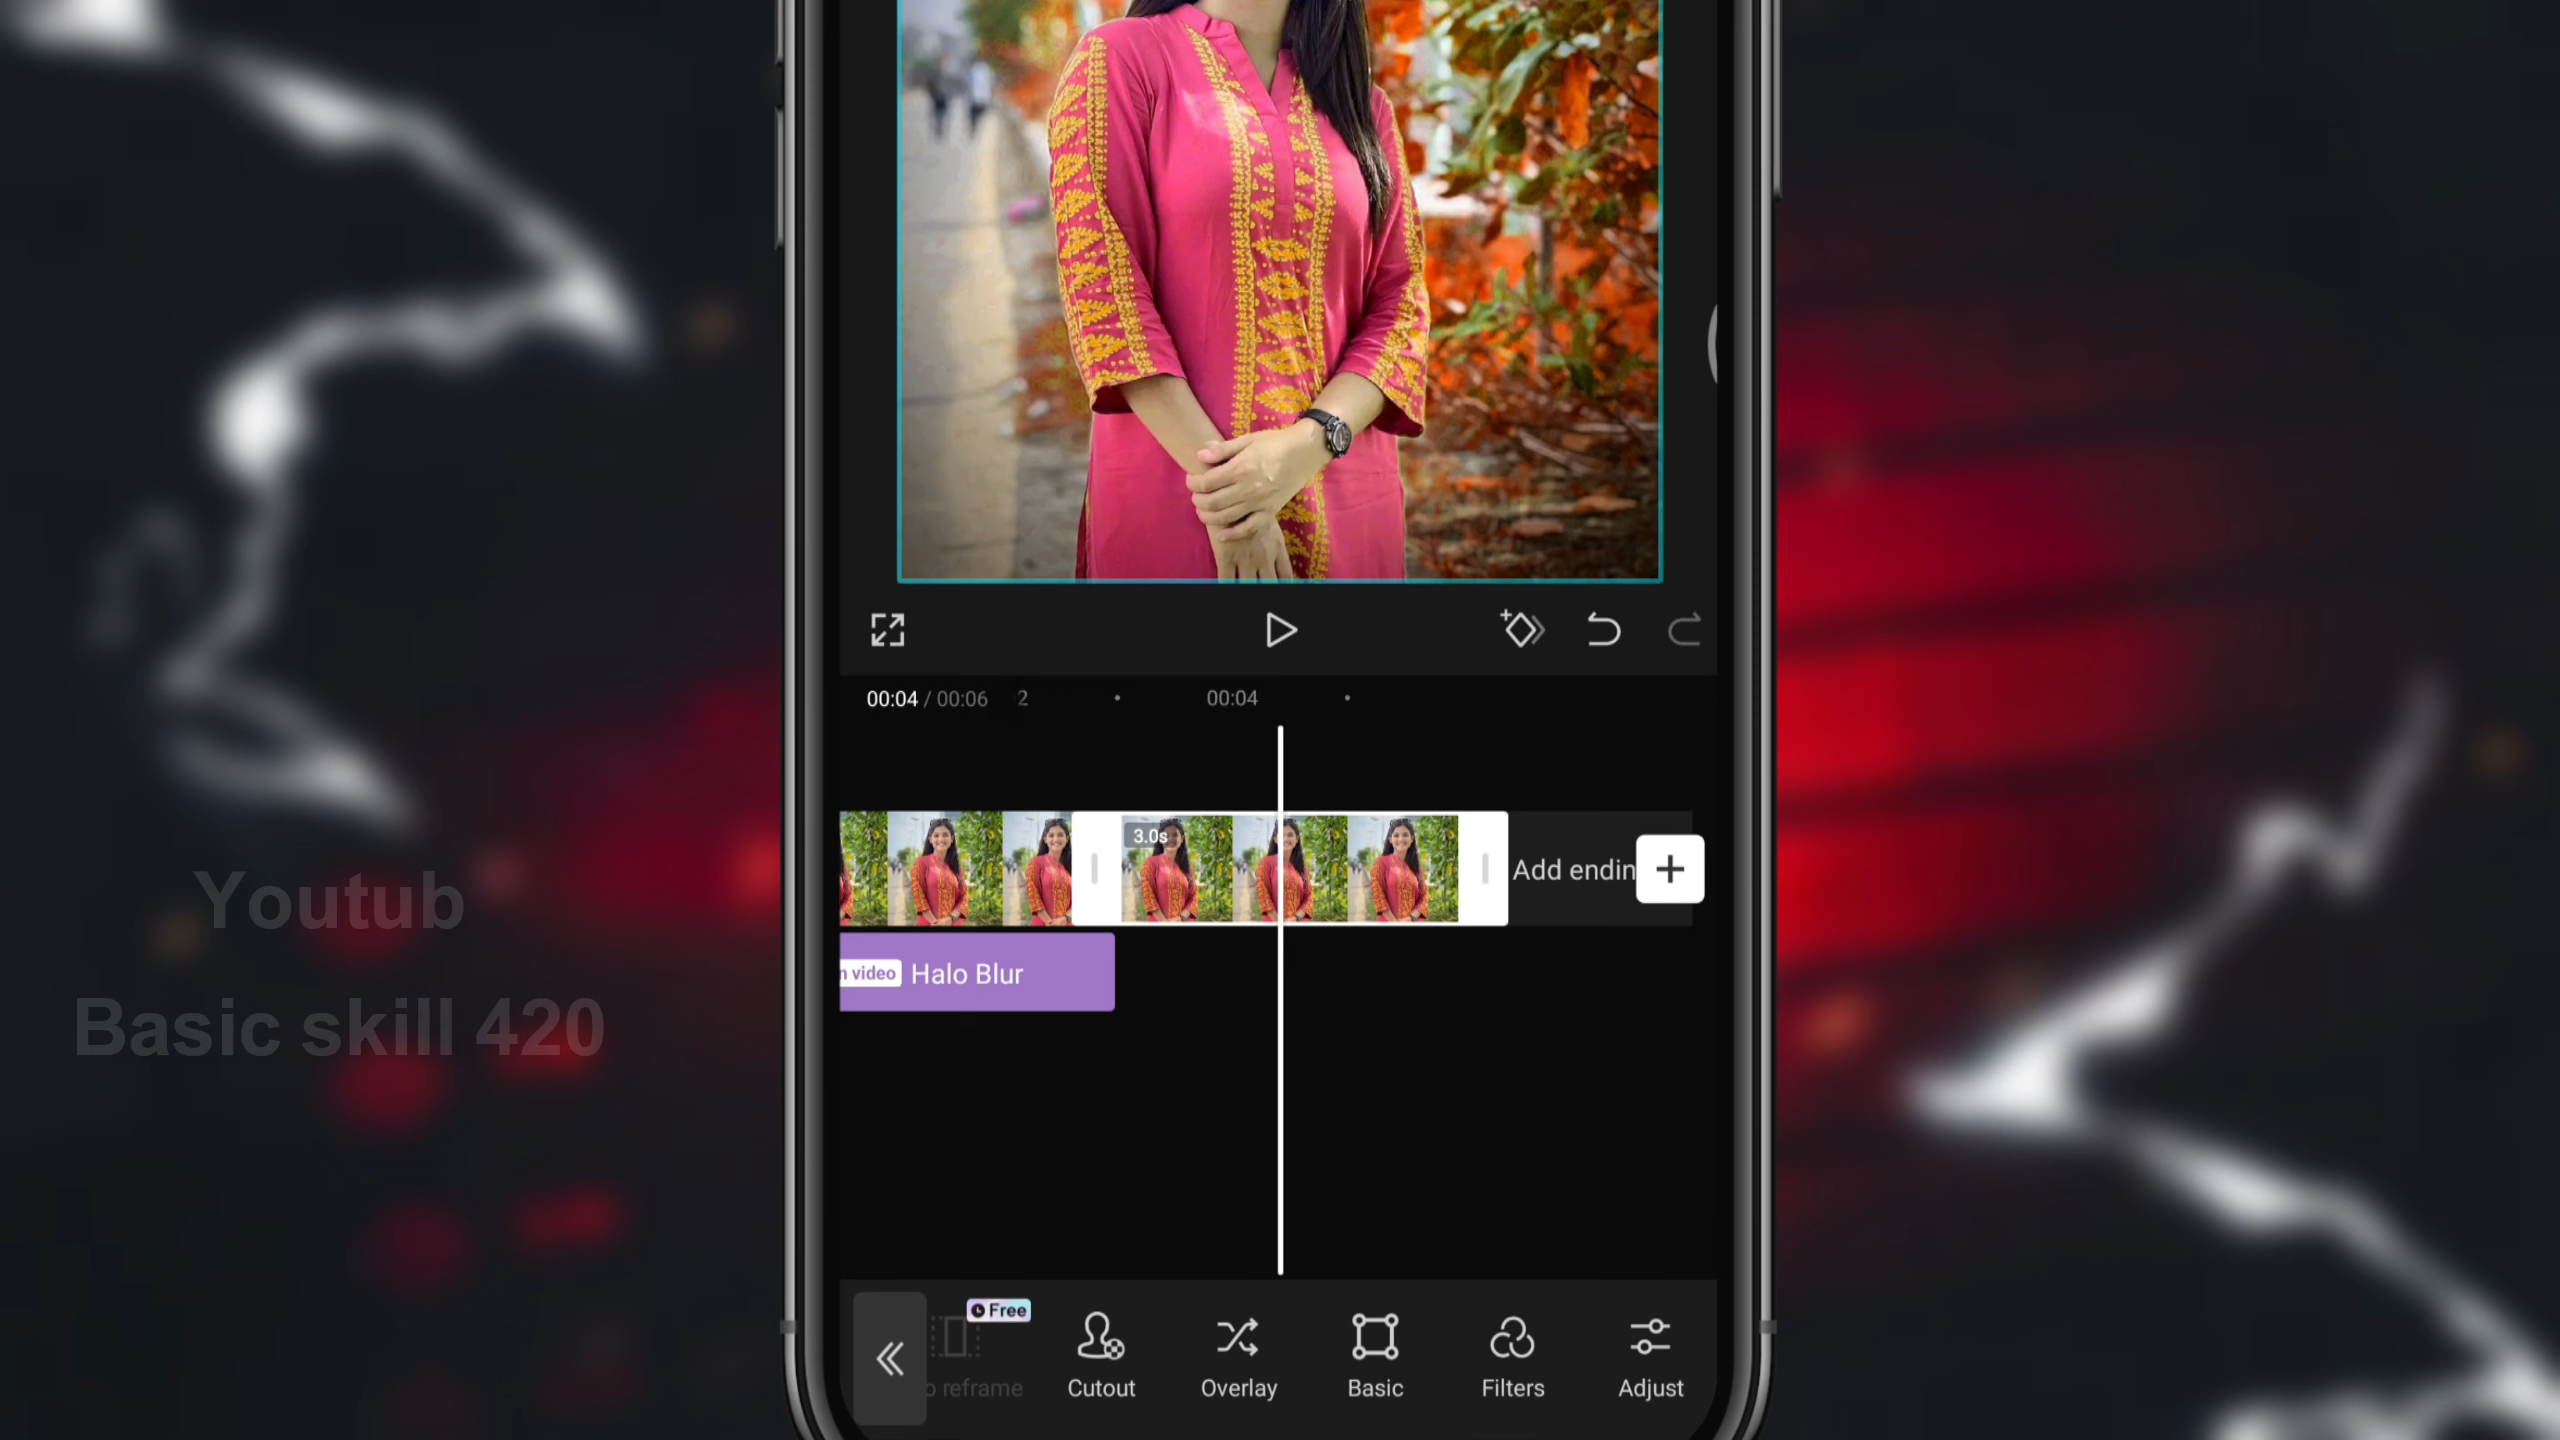 00:04 / 00:06
2
00:04
3.0s
Add endin
n video
Halo Blur
Youtub
Basic skill 420
Free
o reframe
Cutout
Overlay
Basic
Filters
Adjust